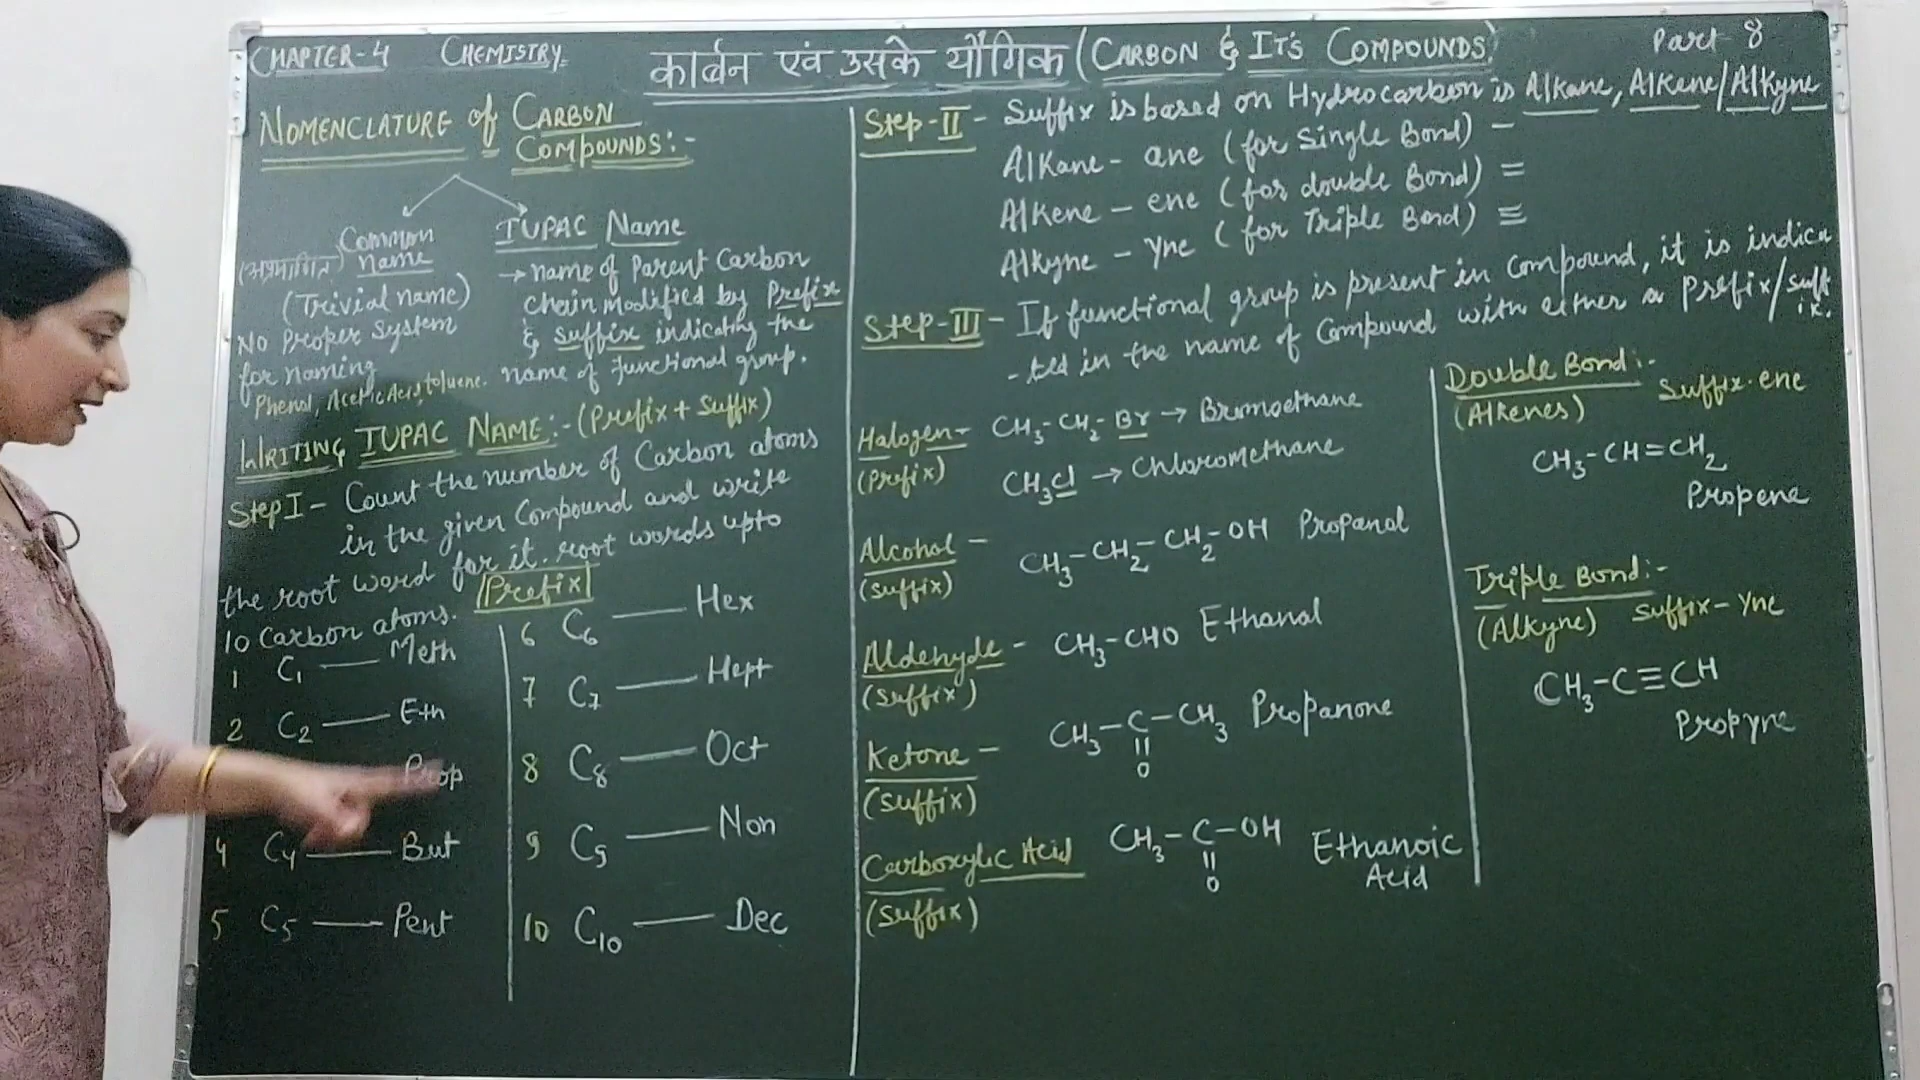 CHAPTER-4 CHEMISTRY
कार्बन एवं उसके यौगिक (CARBON & IT'S COMPOUNDS)
Part 8
NOMENCLATURE of CARBON
COMPOUNDS:-
Common
name
(Trivial name)
No Proper System
for naming
Phenol, Acetic Acid, toluene.
IUPAC Name
→ name of Parent Carbon
chain modified by Prefix
& suffix indicating the
name of functional group.
WRITING IUPAC NAME:- (Prefix + Suffix)
Step I - Count the number of Carbon atoms
in the given Compound and write
the root word for it. root words upto
10 Carbon atoms.
Prefix
1 C1 — Meth
2 C2 — Eth
Prop
4 C4 — But
5 C5 — Pent
6 C6 — Hex
7 C7 — Hept
8 C8 — Oct
9 C9 — Non
10 C10 — Dec
Step-II - Suffix is based on Hydrocarbon is Alkane, Alkene/Alkyne
Alkane - ane (for Single Bond) –
Alkene - ene (for double Bond) =
Alkyne - yne (for Triple Bond) ≡
Step-III - If functional group is present in Compound, it is indica
-ted in the name of Compound with either a Prefix/suff
ix.
Halogen- CH3-CH2-Br → Bromoethane
(Prefix) CH3Cl → Chloromethane
Alcohol - CH3-CH2-CH2-OH Propanol
(suffix)
Aldehyde - CH3-CHO Ethanal
(suffix)
Ketone - CH3-C-CH3 Propanone
||
O
(suffix)
Carboxylic Acid CH3-C-OH Ethanoic
||
O
Acid
(suffix)
Double Bond:-
(Alkenes) Suffix-ene
CH3-CH=CH2
Propene
Triple Bond:-
(Alkyne) Suffix-yne
CH3-C≡CH
Propyne